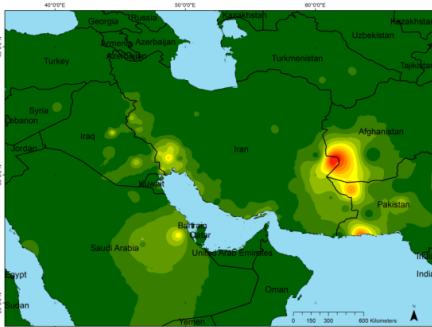 40°0'0"E 50°0'0"E 60°0'0"E
Georgia Russia Kazakhstan Kazakhstan
Armenia Azerbaijan Uzbekistan
Azerbaijan
Turkey Turkmenistan Tajikistan
Syria
Lebanon Afghanistan
Iraq Iran
Jordan
Kuwait
Pakistan
Bahrain
Qatar
Saudi Arabia United Arab Emirates
India
Egypt India
Oman
Sudan
Yemen
0 150 300 600 Kilometers